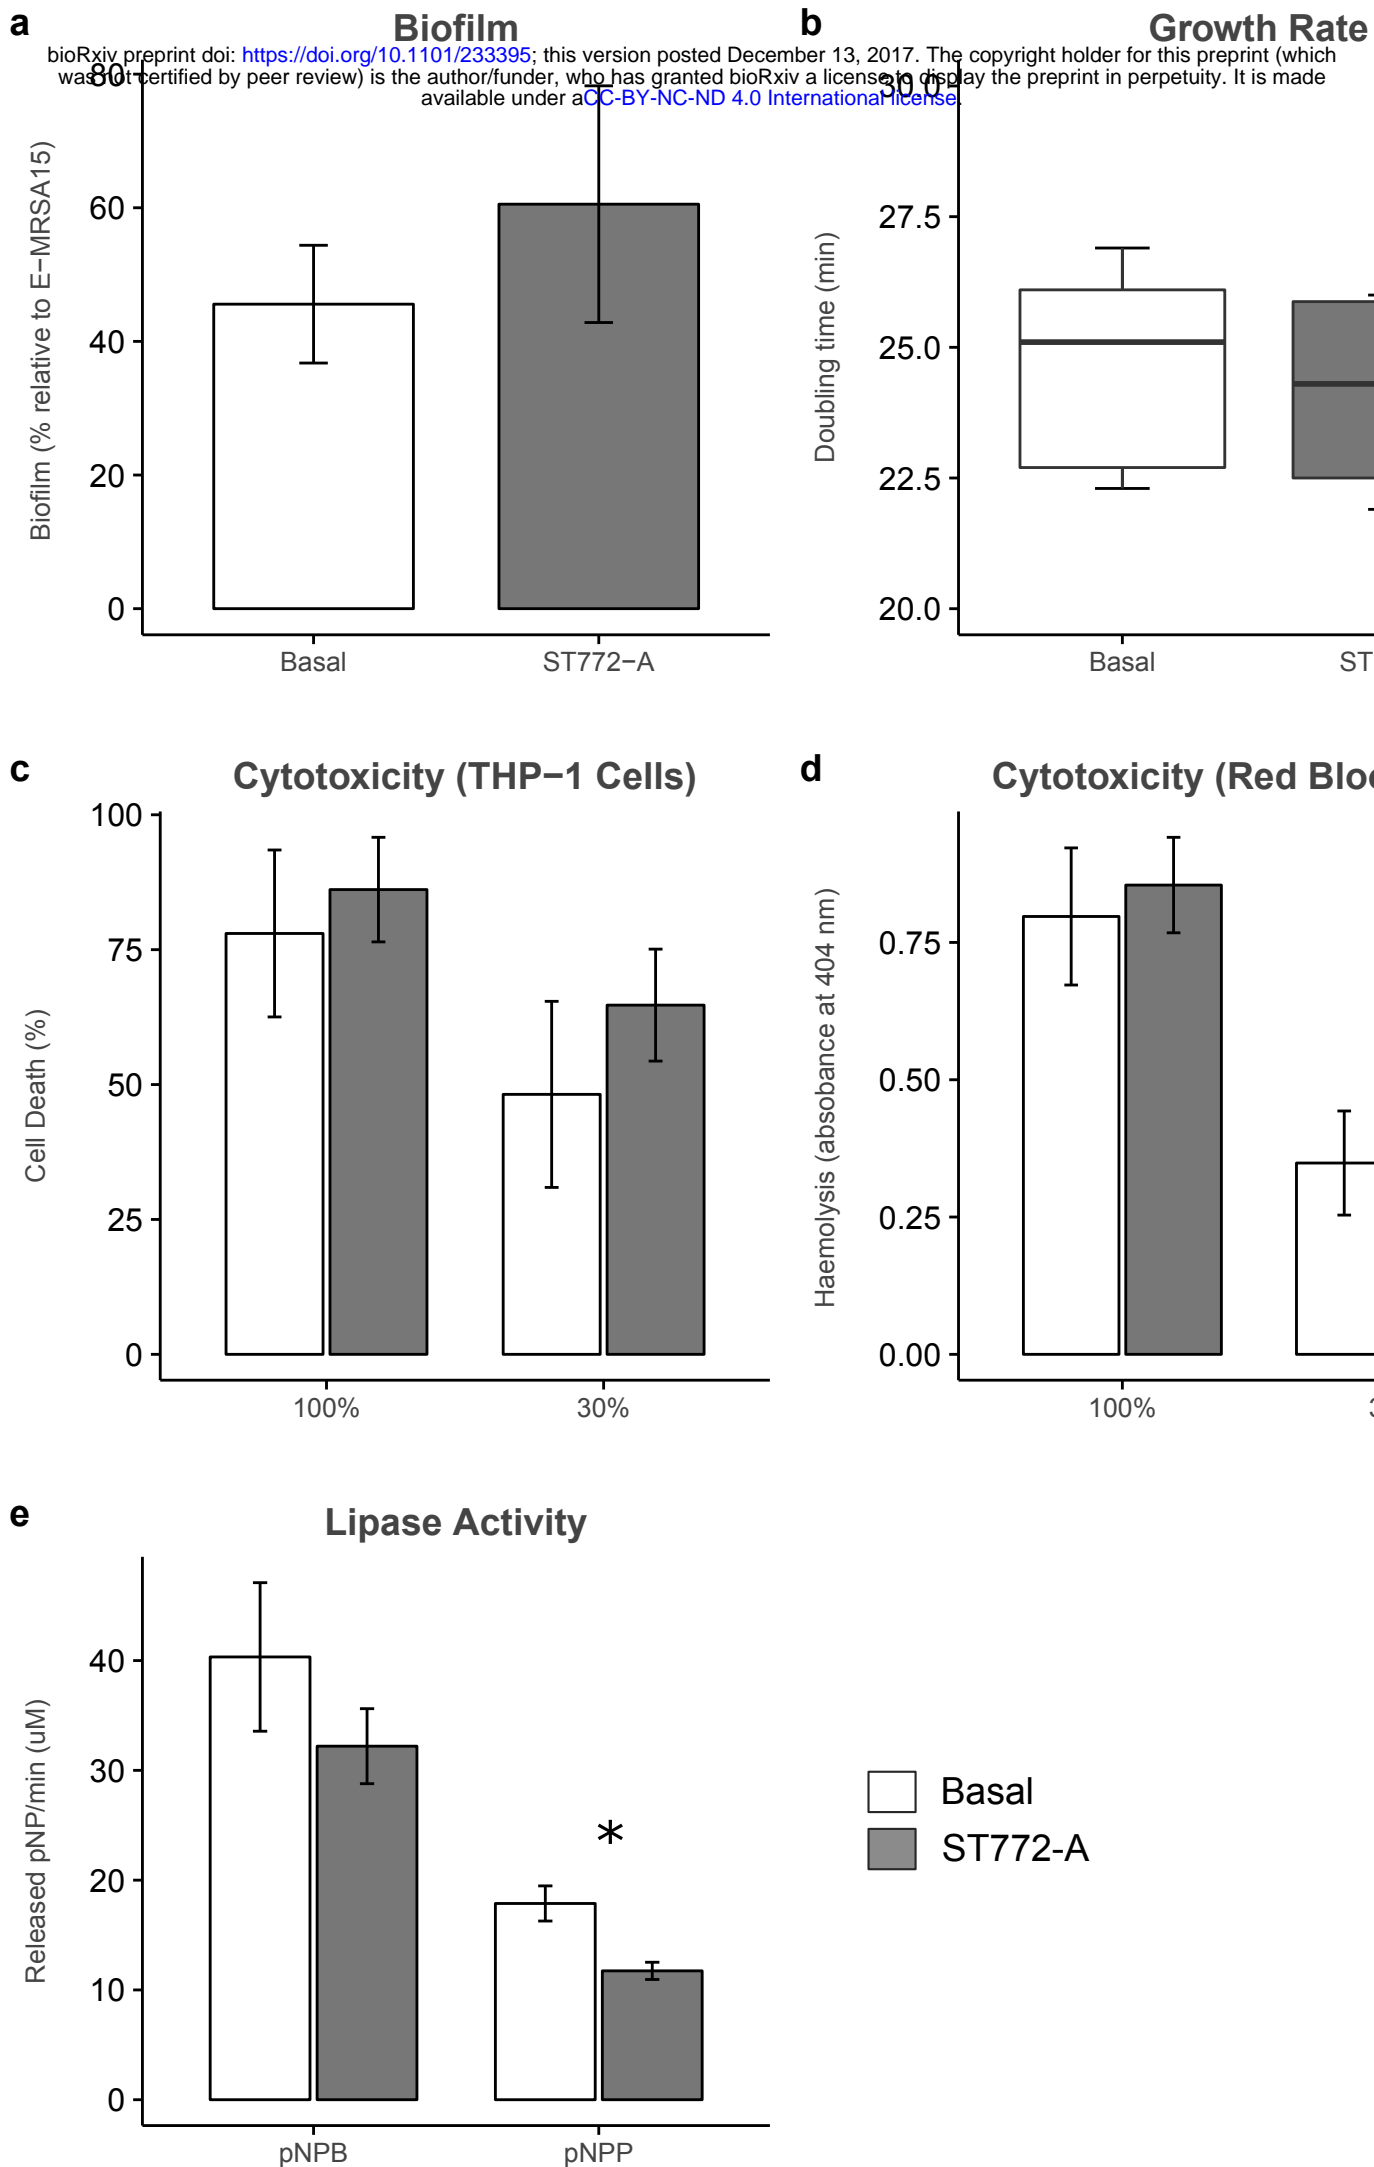 a
Biofilm
b
Growth Rate
bioRxiv preprint doi: https://doi.org/10.1101/233395; this version posted December 13, 2017. The copyright holder for this preprint (which
was not certified by peer review) is the author/funder, who has granted bioRxiv a license to display the preprint in perpetuity. It is made
available under aCC-BY-NC-ND 4.0 International license.
Biofilm (% relative to E−MRSA15)
80
60
40
20
0
Basal
ST772−A
Doubling time (min)
30.0
27.5
25.0
22.5
20.0
Basal
ST
c
Cytotoxicity (THP−1 Cells)
Cell Death (%)
100
75
50
25
0
100%
30%
d
Cytotoxicity (Red Bloo
Haemolysis (absobance at 404 nm)
0.75
0.50
0.25
0.00
100%
e
Lipase Activity
Released pNP/min (uM)
40
30
20
10
0
*
pNPB
pNPP
Basal
ST772-A